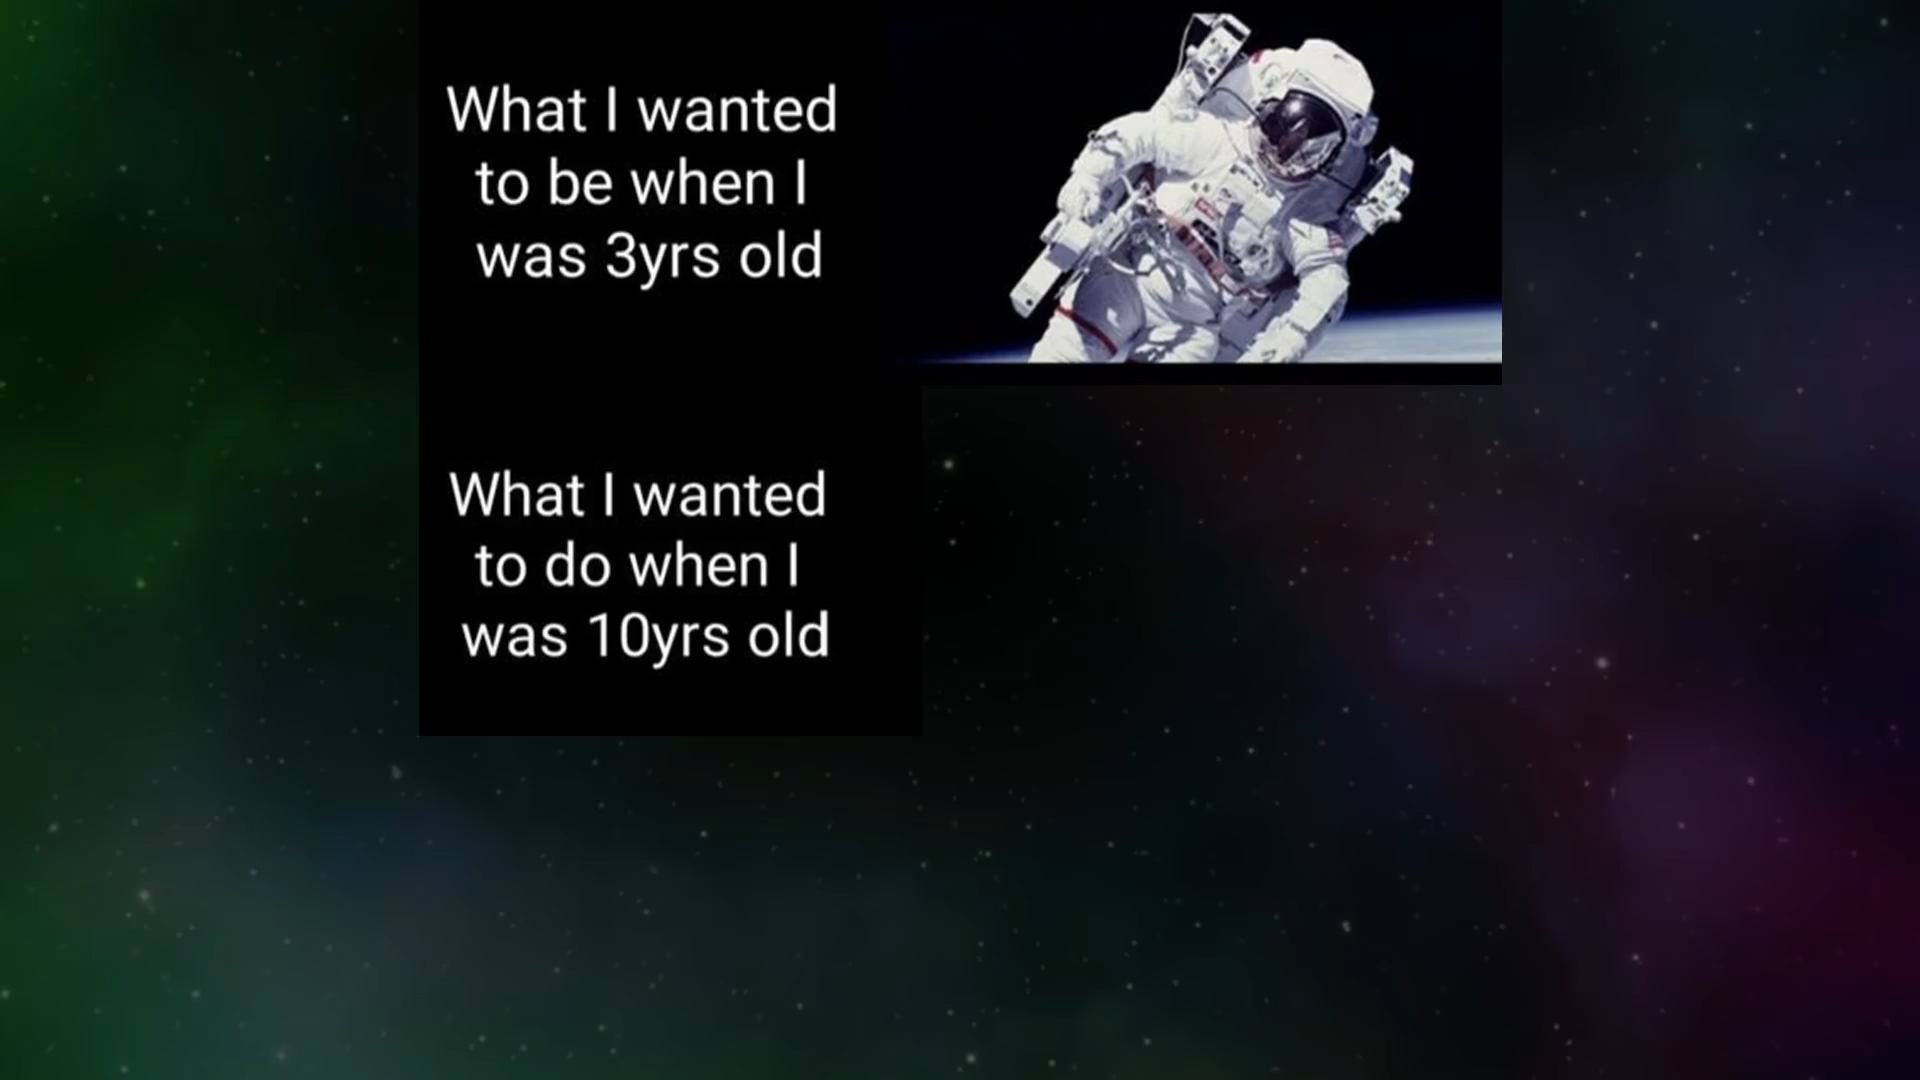 What I wanted
to be when I
was 3yrs old
What I wanted
to do when I
was 10yrs old